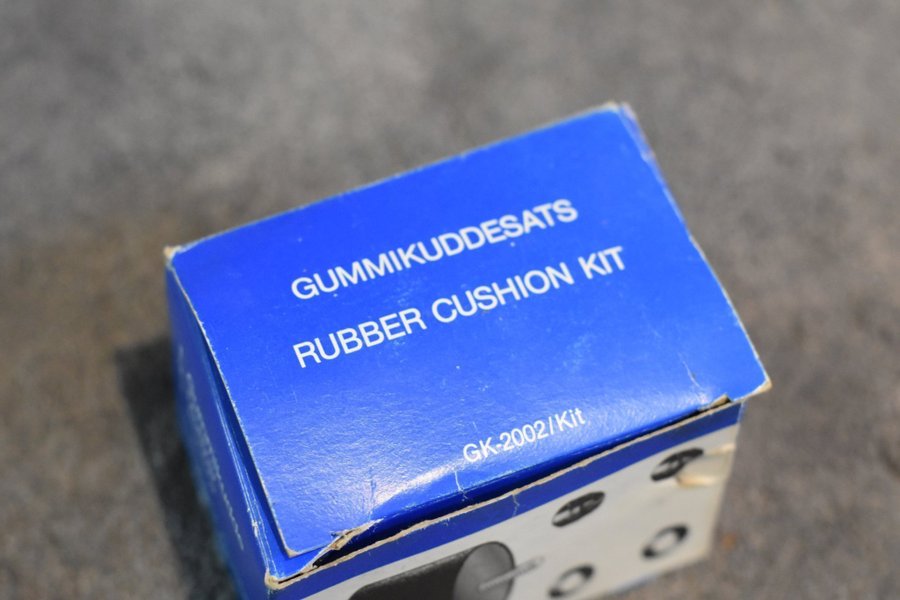 GUMMIKUDDESATS
RUBBER CUSHION KIT
GK-2002/Kit